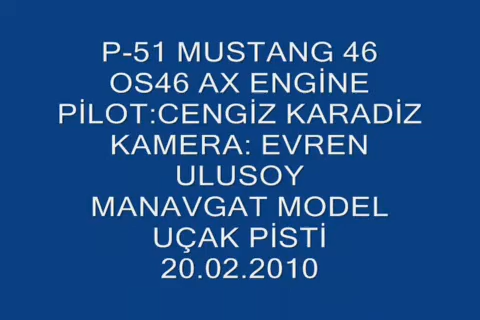 P-51 MUSTANG 46
OS46 AX ENGİNE
PİLOT:CENGİZ KARADİZ
KAMERA: EVREN
ULUSOY
MANAVGAT MODEL
UÇAK PİSTİ
20.02.2010